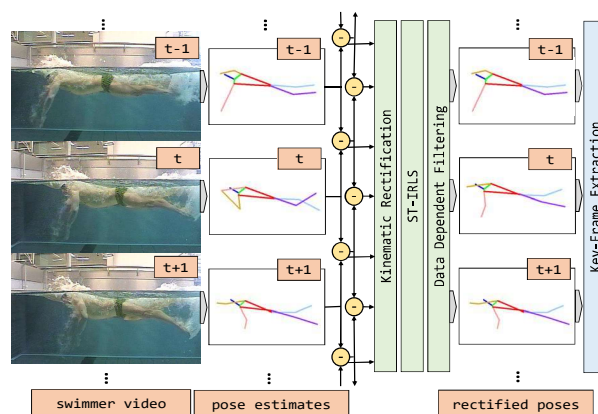 t-1
t-1
t-1
t
t
t
t+1
t+1
t+1
-
-
-
-
-
-
-
Kinematic Rectification
ST-IRLS
Data Dependent Filtering
Key-Frame Extraction
swimmer video
pose estimates
rectified poses